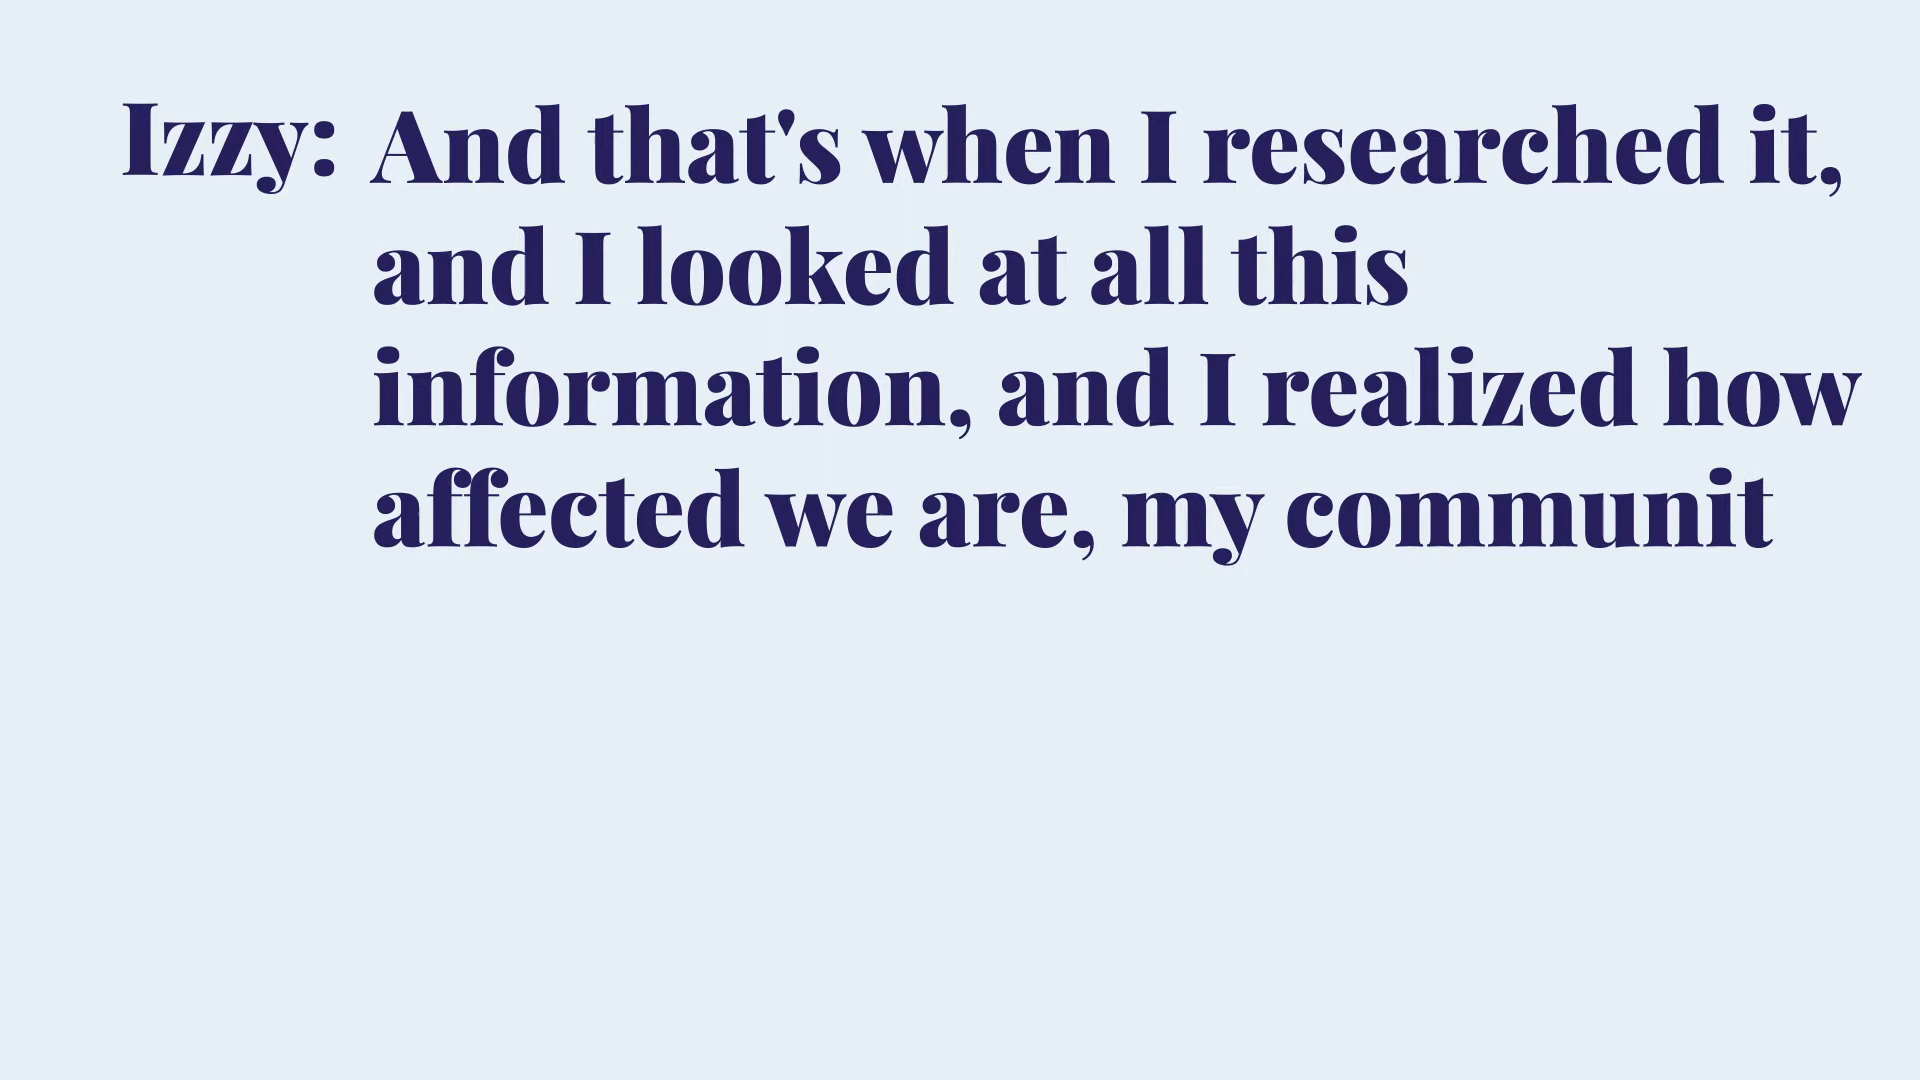 Izzy: And that's when I researched it,
and I looked at all this
information, and I realized how
affected we are, my communit